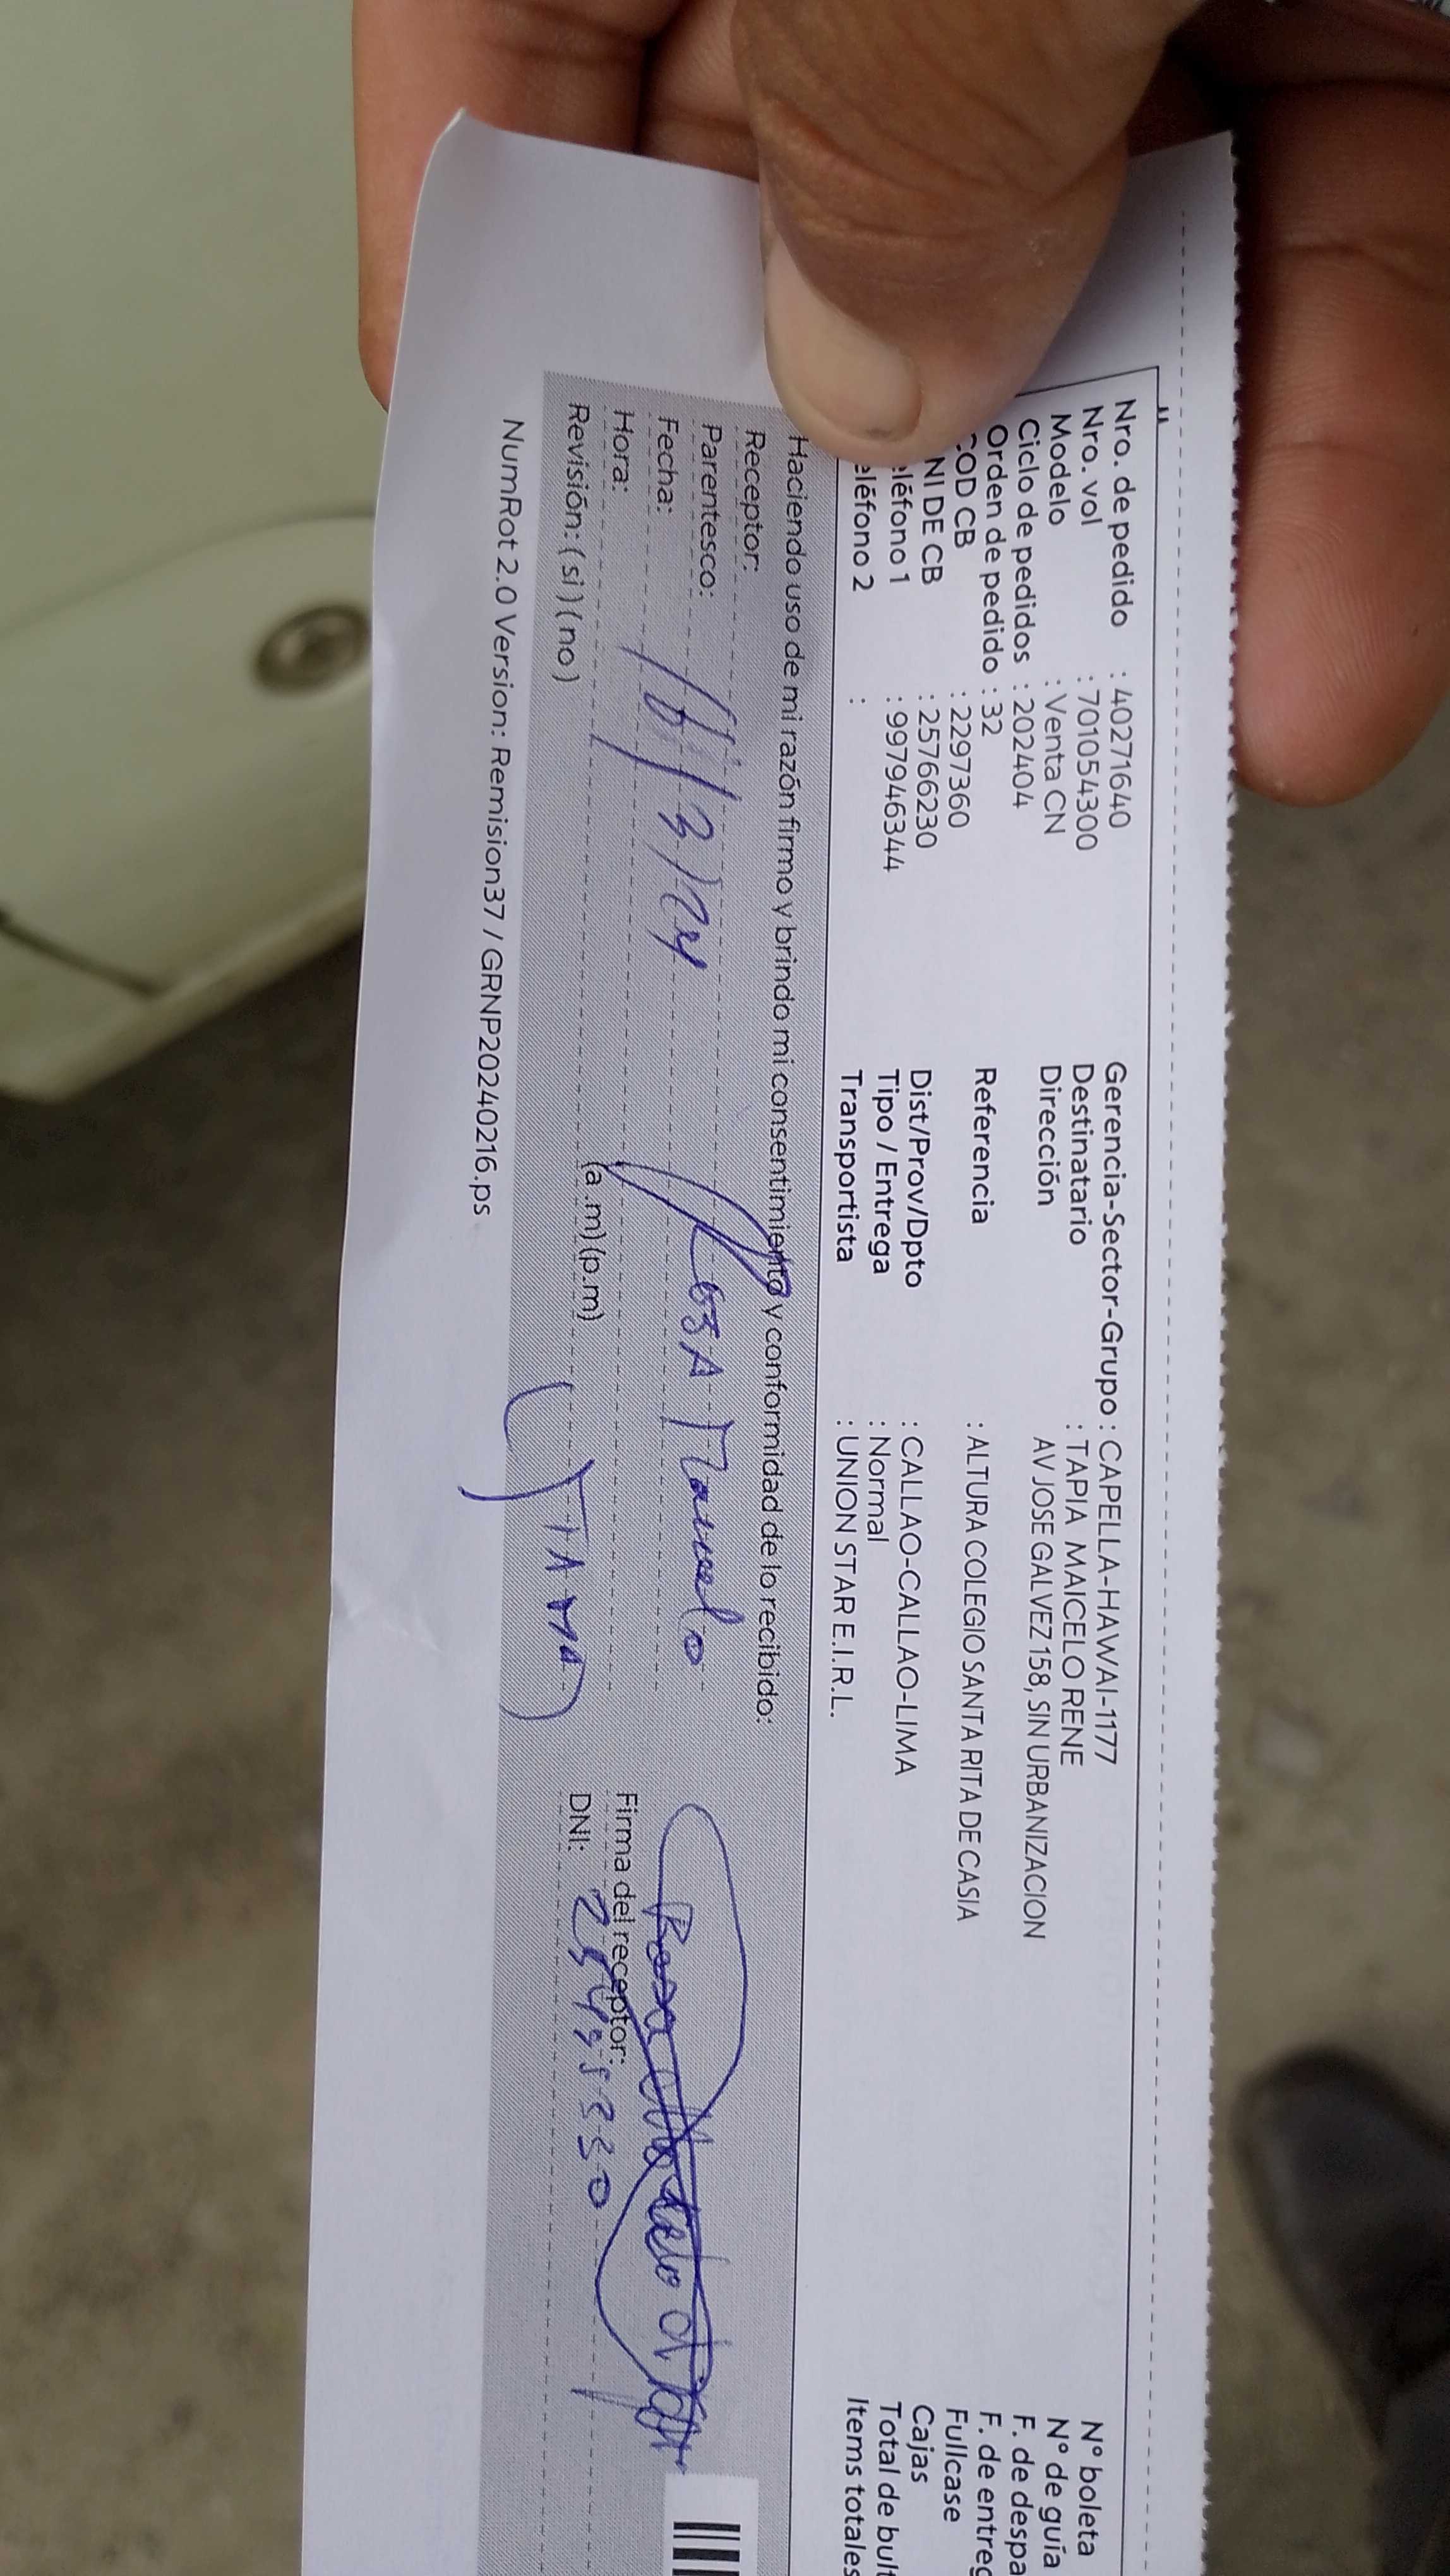 Nro. de pedido : 40271640
Nro. vol : 701054300
Modelo : Venta CN
Ciclo de pedidos : 202404
Orden de pedido : 32
COD CB : 2297360
NI DE CB : 25766230
eléfono 1 : 997946344
eléfono 2 :
Gerencia-Sector-Grupo : CAPELLA-HAWAI-1177
Destinatario : TAPIA MAICELO RENE
Dirección AV JOSE GALVEZ 158, SIN URBANIZACION
Referencia : ALTURA COLEGIO SANTA RITA DE CASIA
Dist/Prov/Dpto : CALLAO-CALLAO-LIMA
Tipo / Entrega : Normal
Transportista : UNION STAR E.I.R.L.
N° boleta
N° de guía
F. de despa
F. de entreg
Fullcase
Cajas
Total de bult
Items totales
Haciendo uso de mi razón firmo y brindo mi consentimiento y conformidad de lo recibido:
Receptor:
Parentesco:
Fecha: 16/3/24
Hora: (a.m) (p.m)
Revisión: (si) (no)
Rosa
Firma del receptor:
DNI:
NumRot 2.0 Version: Remision37 / GRNP20240216.ps